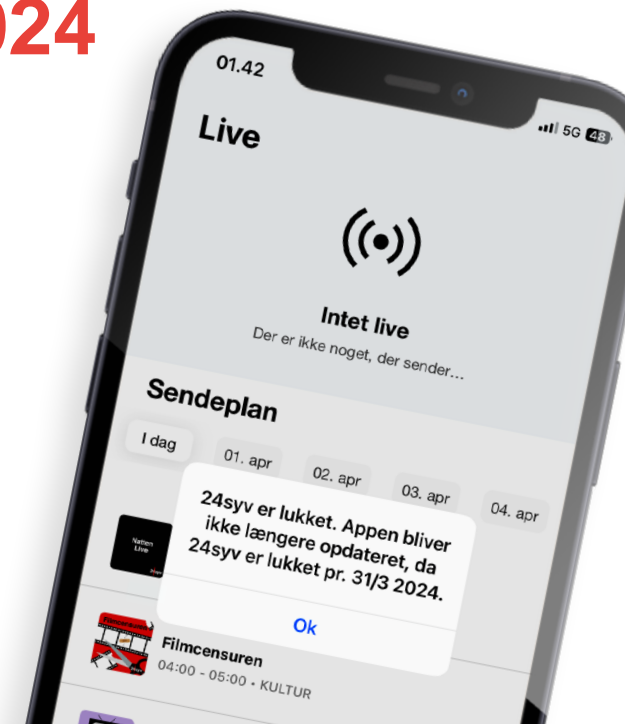 024
01.42
5G 48
Live
Intet live
Der er ikke noget, der sender...
Sendeplan
I dag
01. apr
02. apr
03. apr
04. apr
24syv er lukket. Appen bliver
ikke længere opdateret, da
24syv er lukket pr. 31/3 2024.
Ok
Natten
Live
Filmcensuren
Filmcensuren
04:00 - 05:00 • KULTUR